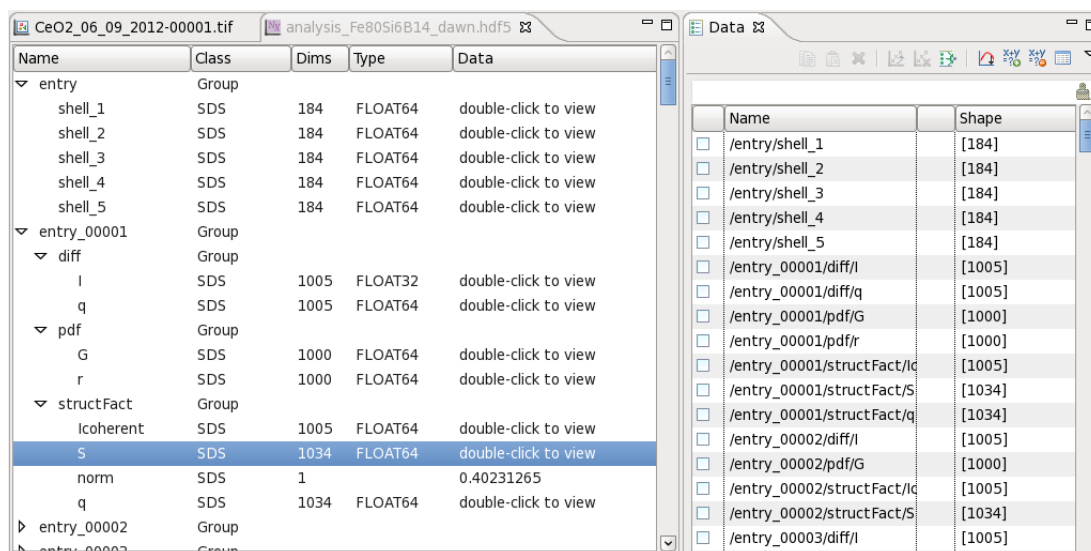 CeO2_06_09_2012-00001.tif analysis_Fe80Si6B14_dawn.hdf5
Name Class Dims Type Data
entry Group
shell_1 SDS 184 FLOAT64 double-click to view
shell_2 SDS 184 FLOAT64 double-click to view
shell_3 SDS 184 FLOAT64 double-click to view
shell_4 SDS 184 FLOAT64 double-click to view
shell_5 SDS 184 FLOAT64 double-click to view
entry_00001 Group
diff Group
I SDS 1005 FLOAT32 double-click to view
q SDS 1005 FLOAT64 double-click to view
pdf Group
G SDS 1000 FLOAT64 double-click to view
r SDS 1000 FLOAT64 double-click to view
structFact Group
Icoherent SDS 1005 FLOAT64 double-click to view
S SDS 1034 FLOAT64 double-click to view
norm SDS 1 0.40231265
q SDS 1034 FLOAT64 double-click to view
entry_00002 Group
Data
Name Shape
/entry/shell_1 [184]
/entry/shell_2 [184]
/entry/shell_3 [184]
/entry/shell_4 [184]
/entry/shell_5 [184]
/entry_00001/diff/I [1005]
/entry_00001/diff/q [1005]
/entry_00001/pdf/G [1000]
/entry_00001/pdf/r [1000]
/entry_00001/structFact/Ic [1005]
/entry_00001/structFact/S [1034]
/entry_00001/structFact/q [1034]
/entry_00002/diff/I [1005]
/entry_00002/pdf/G [1000]
/entry_00002/structFact/Ic [1005]
/entry_00002/structFact/S [1034]
/entry_00003/diff/I [1005]